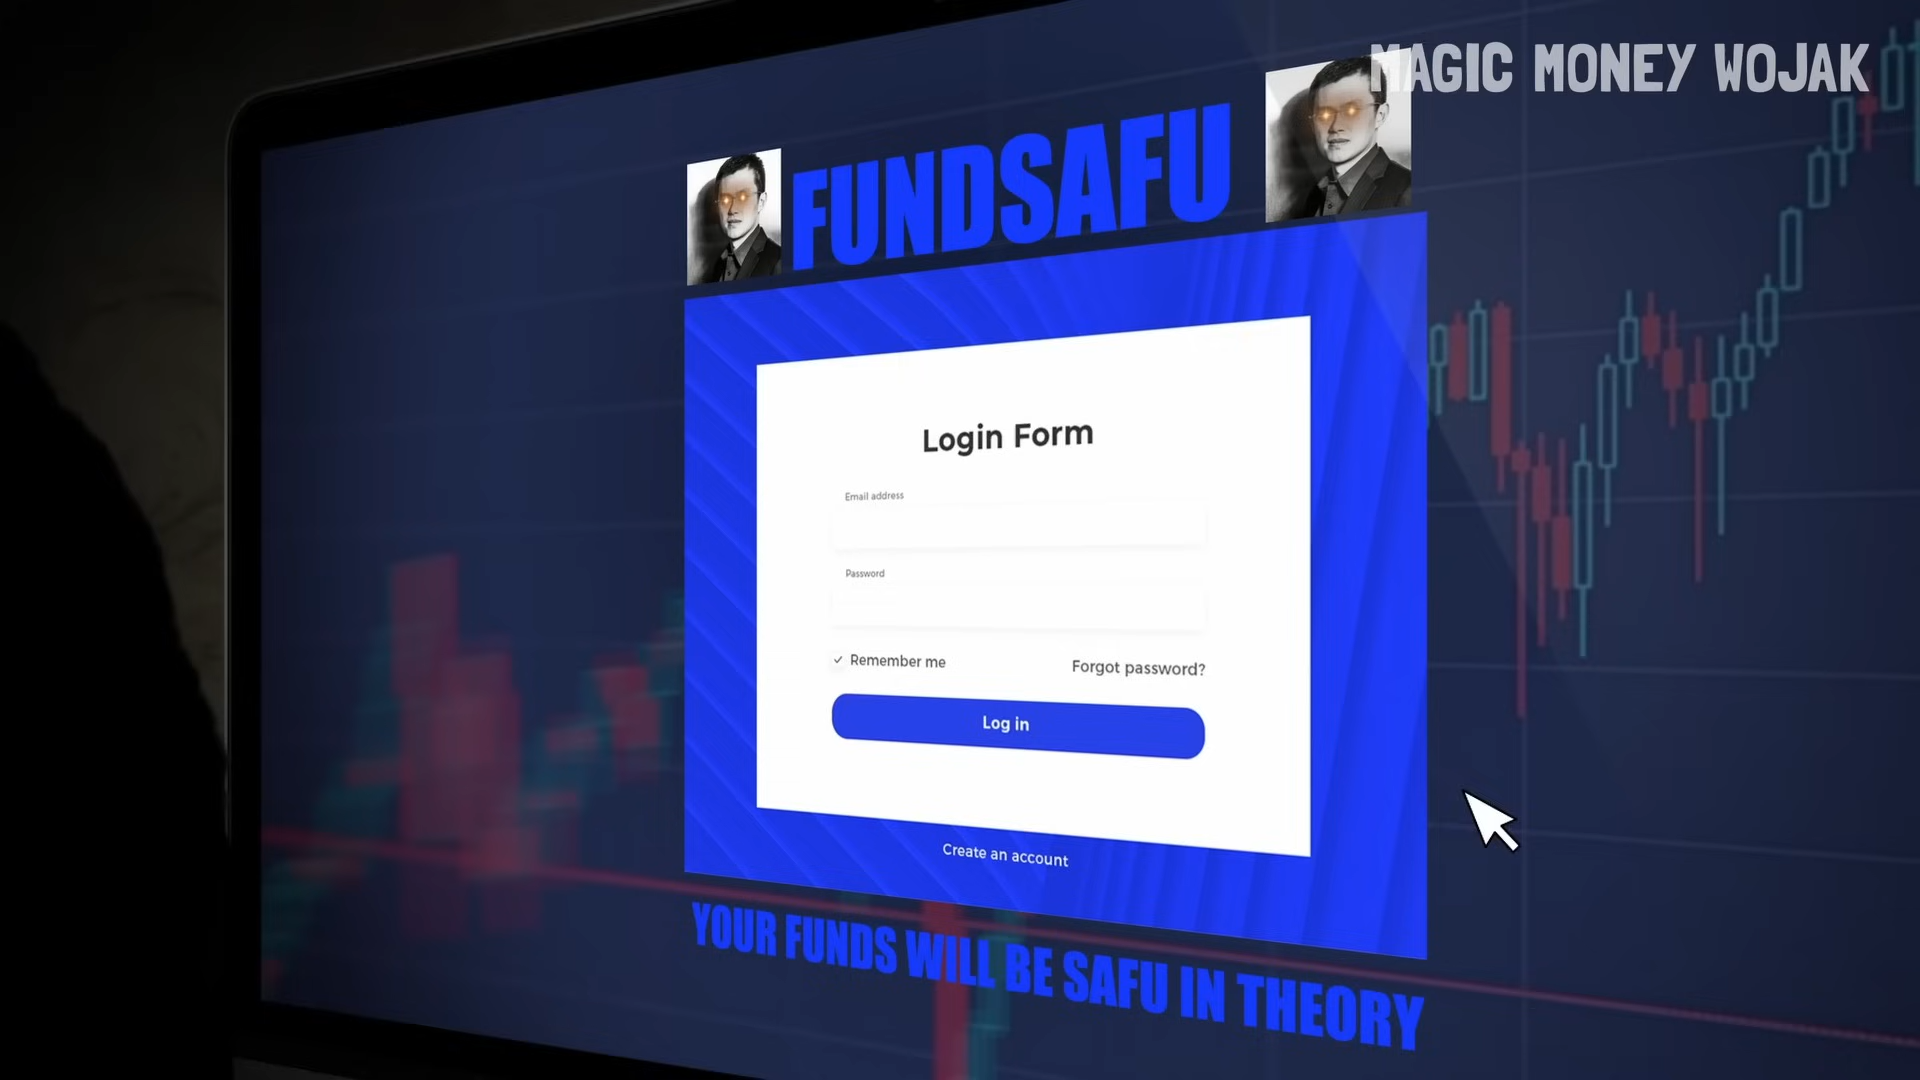 MAGIC MONEY WOJAK
FUNDSAFU
Login Form
Email address
Password
Remember me
Forgot password?
Log in
Create an account
YOUR FUNDS WILL BE SAFU IN THEORY